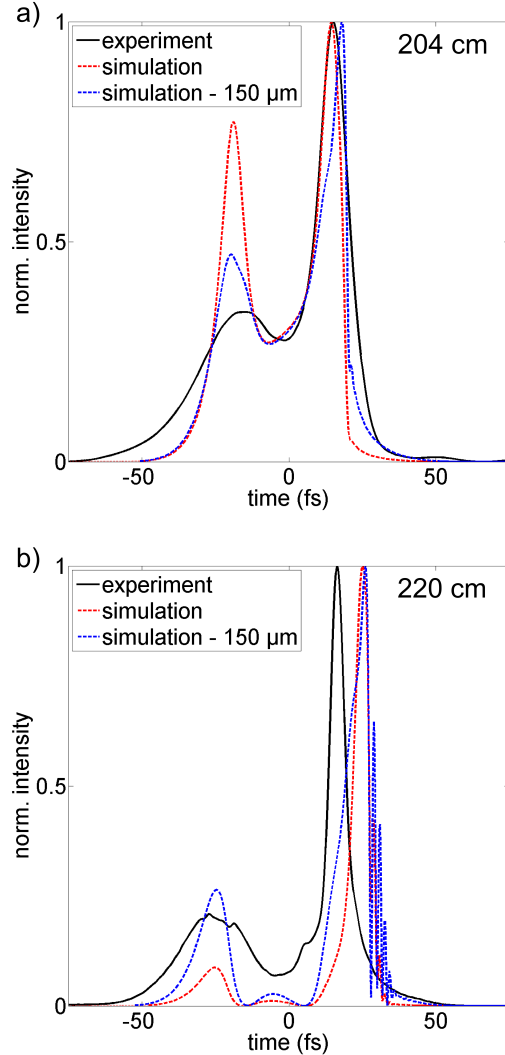 a)
204 cm
experiment
simulation
simulation - 150 µm
1
0.5
0
norm. intensity
-50 0 50
time (fs)
b)
220 cm
experiment
simulation
simulation - 150 µm
1
0.5
0
norm. intensity
-50 0 50
time (fs)